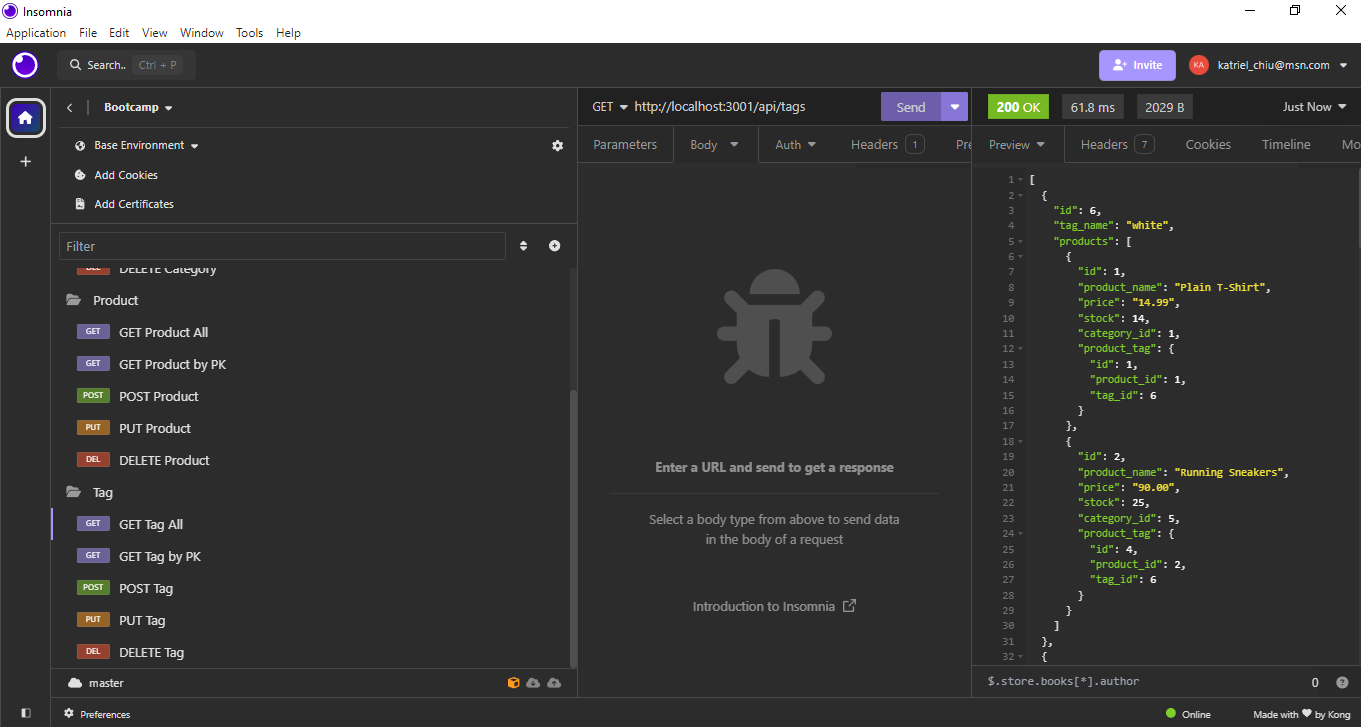 Insomnia
Application File Edit View Window Tools Help
Search.. Ctrl + P
Invite
KA katriel_chiu@msn.com
Bootcamp
Base Environment
Add Cookies
Add Certificates
Filter
DEL DELETE Category
Product
GET GET Product All
GET GET Product by PK
POST POST Product
PUT PUT Product
DEL DELETE Product
Tag
GET GET Tag All
GET GET Tag by PK
POST POST Tag
PUT PUT Tag
DEL DELETE Tag
master
GET http://localhost:3001/api/tags Send
Parameters Body Auth Headers 1 Pre
Enter a URL and send to get a response
Select a body type from above to send data
in the body of a request
Introduction to Insomnia
200 OK 61.8 ms 2029 B Just Now
Preview Headers 7 Cookies Timeline Mo
1 [
2 {
3 "id": 6,
4 "tag_name": "white",
5 "products": [
6 {
7 "id": 1,
8 "product_name": "Plain T-Shirt",
9 "price": "14.99",
10 "stock": 14,
11 "category_id": 1,
12 "product_tag": {
13 "id": 1,
14 "product_id": 1,
15 "tag_id": 6
16 }
17 },
18 {
19 "id": 2,
20 "product_name": "Running Sneakers",
21 "price": "90.00",
22 "stock": 25,
23 "category_id": 5,
24 "product_tag": {
25 "id": 4,
26 "product_id": 2,
27 "tag_id": 6
28 }
29 }
30 ]
31 },
32 {
$.store.books[*].author 0 ?
Preferences
Online
Made with ♥ by Kong